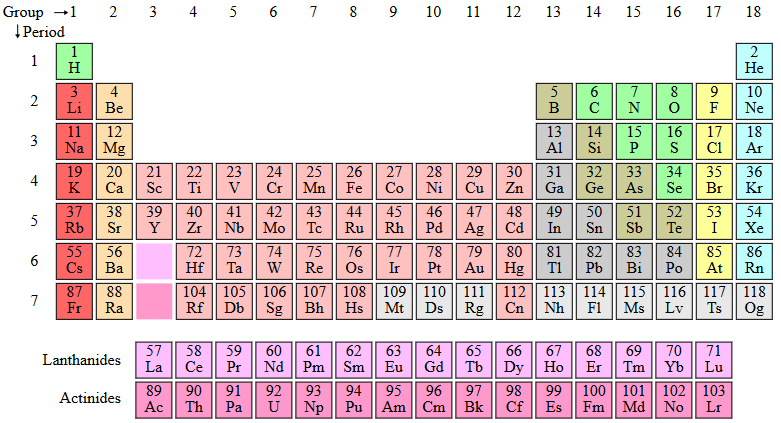 Group → 1 2 3 4 5 6 7 8 9 10 11 12 13 14 15 16 17 18
↓ Period
1 2
1 H He
3 4 5 6 7 8 9 10
2 Li Be B C N O F Ne
11 12 13 14 15 16 17 18
3 Na Mg Al Si P S Cl Ar
19 20 21 22 23 24 25 26 27 28 29 30 31 32 33 34 35 36
4 K Ca Sc Ti V Cr Mn Fe Co Ni Cu Zn Ga Ge As Se Br Kr
37 38 39 40 41 42 43 44 45 46 47 48 49 50 51 52 53 54
5 Rb Sr Y Zr Nb Mo Tc Ru Rh Pd Ag Cd In Sn Sb Te I Xe
55 56 72 73 74 75 76 77 78 79 80 81 82 83 84 85 86
6 Cs Ba Hf Ta W Re Os Ir Pt Au Hg Tl Pb Bi Po At Rn
87 88 104 105 106 107 108 109 110 111 112 113 114 115 116 117 118
7 Fr Ra Rf Db Sg Bh Hs Mt Ds Rg Cn Nh Fl Ms Lv Ts Og
57 58 59 60 61 62 63 64 65 66 67 68 69 70 71
Lanthanides La Ce Pr Nd Pm Sm Eu Gd Tb Dy Ho Er Tm Yb Lu
89 90 91 92 93 94 95 96 97 98 99 100 101 102 103
Actinides Ac Th Pa U Np Pu Am Cm Bk Cf Es Fm Md No Lr